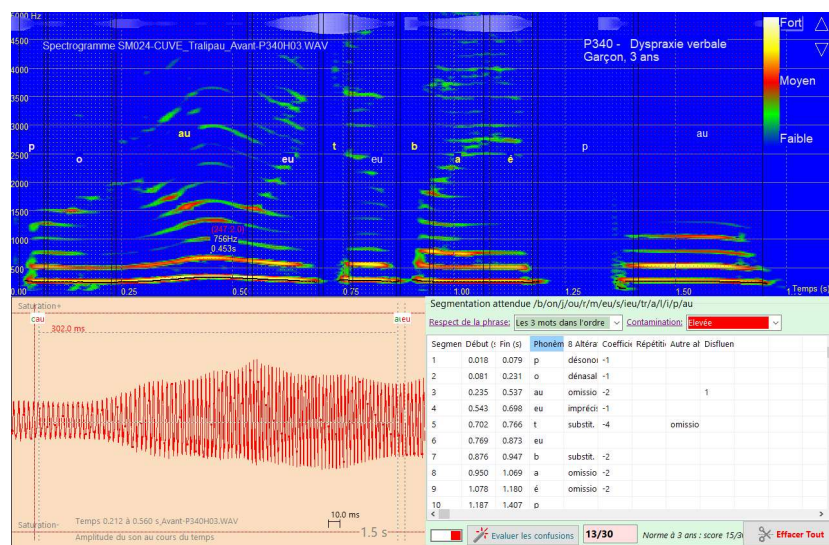 5000 Hz
Fort
4500
Spectrogramme SM024-CUVE_Tralipau_Avant-P340H03.WAV
P340 - Dyspraxie verbale
Garçon, 3 ans
4000
3500
Moyen
3000
Faible
2500
p o au eu t eu b a é p au
2000
1500
1000
756Hz
0.453s
500
0.00 0.25 0.50 0.75 1.00 1.25 1.50 Temps (s)
Saturation+
302.0 ms
10.0 ms
Saturation-
Temps 0.212 à 0.560 s Avant-P340H03.WAV
1.5 s
Amplitude du son au cours du temps
Segmentation attendue /b/on/j/ou/r/m/eu/s/ieu/tr/a/l/i/p/au
Respect de la phrase: Les 3 mots dans l'ordre Contamination: Elevée
Segmen Début (s Fin (s) Phonèm 8 Altéra Coeffici Répétiti Autre al Disfluen
1 0.018 0.079 p désonor -1
2 0.081 0.231 o dénasal -1
3 0.235 0.537 au omissio -2 1
4 0.543 0.698 eu impréci -1
5 0.702 0.766 t substit. -4 omissio
6 0.769 0.873 eu
7 0.876 0.947 b substit. -2
8 0.950 1.069 a omissio -2
9 1.078 1.180 é omissio -2
10 1.187 1.407 p
Evaluer les confusions 13/30 Norme à 3 ans : score 15/30 Effacer Tout